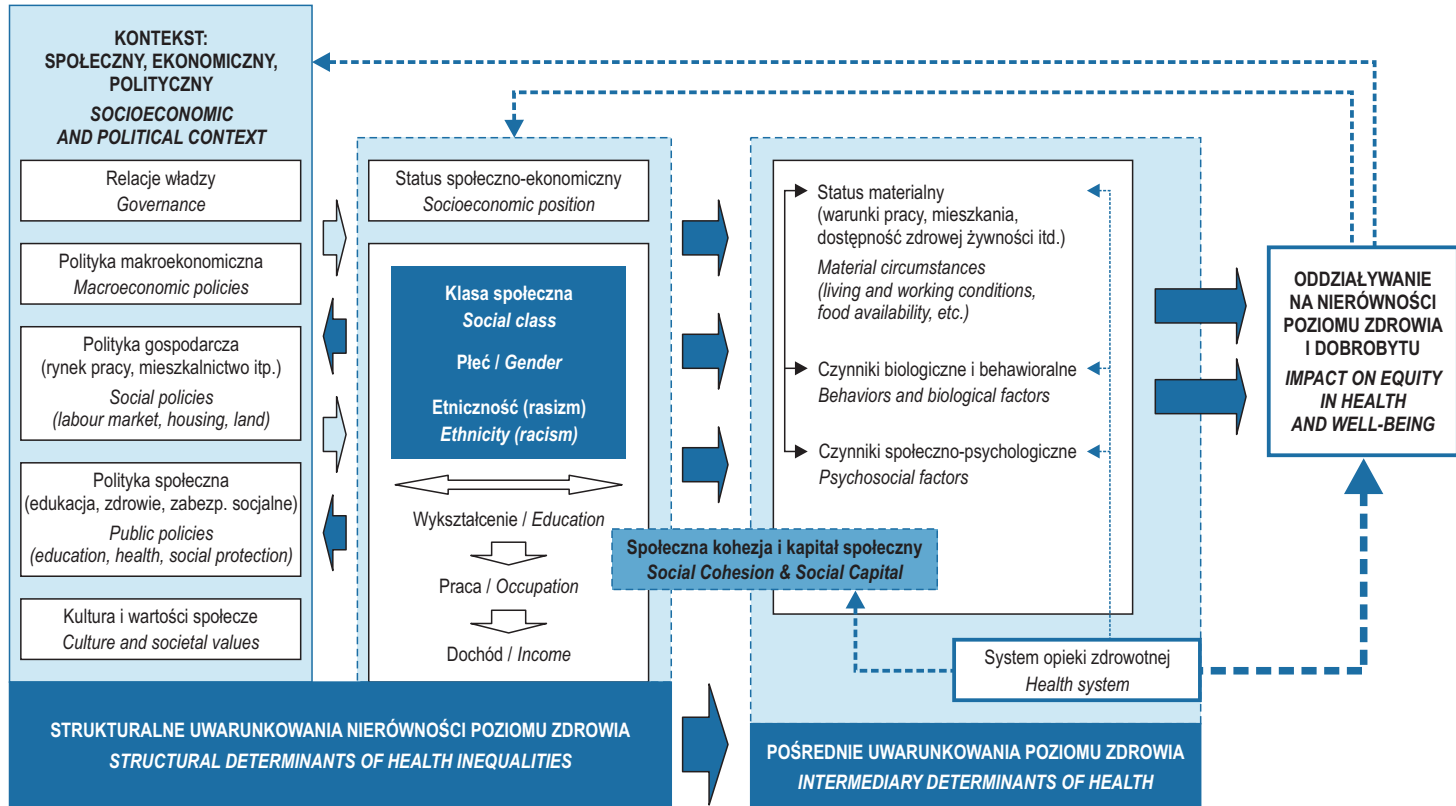 KONTEKST:
SPOŁECZNY, EKONOMICZNY,
POLITYCZNY
SOCIOECONOMIC
AND POLITICAL CONTEXT
Relacje władzy
Governance
Polityka makroekonomiczna
Macroeconomic policies
Polityka gospodarcza
(rynek pracy, mieszkalnictwo itp.)
Social policies
(labour market, housing, land)
Polityka społeczna
(edukacja, zdrowie, zabezp. socjalne)
Public policies
(education, health, social protection)
Kultura i wartości społecze
Culture and societal values
Status społeczno-ekonomiczny
Socioeconomic position
Klasa społeczna
Social class
Płeć / Gender
Etniczność (rasizm)
Ethnicity (racism)
Wykształcenie / Education
Praca / Occupation
Dochód / Income
STRUKTURALNE UWARUNKOWANIA NIERÓWNOŚCI POZIOMU ZDROWIA
STRUCTURAL DETERMINANTS OF HEALTH INEQUALITIES
Status materialny
(warunki pracy, mieszkania,
dostępność zdrowej żywności itd.)
Material circumstances
(living and working conditions,
food availability, etc.)
Czynniki biologiczne i behawioralne
Behaviors and biological factors
Czynniki społeczno-psychologiczne
Psychosocial factors
Społeczna kohezja i kapitał społeczny
Social Cohesion & Social Capital
System opieki zdrowotnej
Health system
POŚREDNIE UWARUNKOWANIA POZIOMU ZDROWIA
INTERMEDIARY DETERMINANTS OF HEALTH
ODDZIAŁYWANIE
NA NIERÓWNOŚCI
POZIOMU ZDROWIA
I DOBROBYTU
IMPACT ON EQUITY
IN HEALTH
AND WELL-BEING